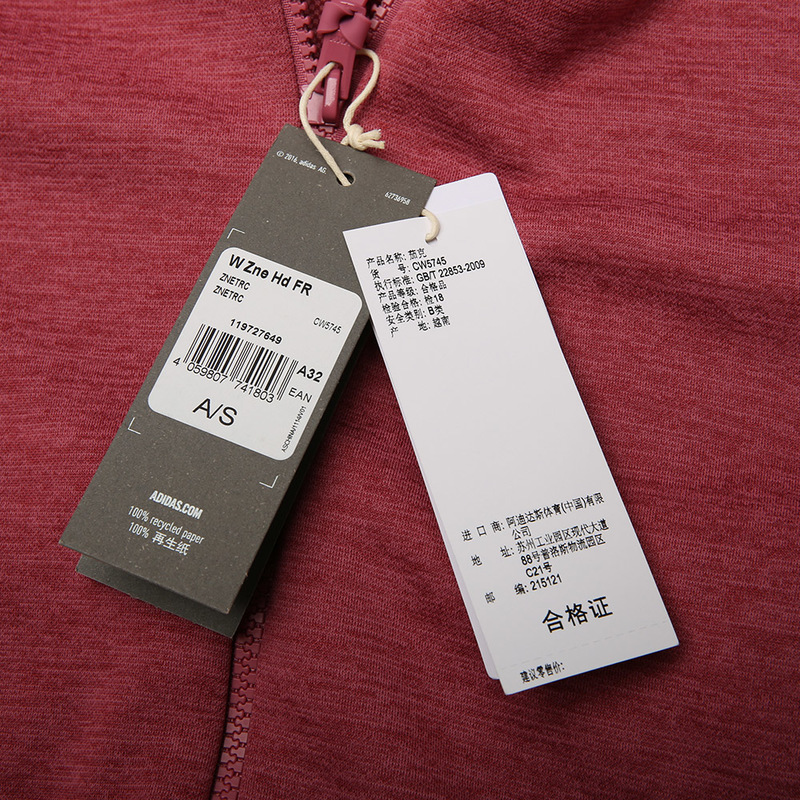 © 2016, adidas AG.
62736958
W Zne Hd FR
ZNETRC
ZNETRC
CW5745
119727649
A32
4 059807 741803
EAN
A/S
ASCHINAV1114V01
ADIDAS.COM
100% recycled paper
100% 再生纸
产品名称: 茄克
货 号: CW5745
执行标准: GB/T 22853-2009
产品等级: 合格品
检验合格: 检18
安全类别: B类
产 地: 越南
进 口 商: 阿迪达斯体育(中国)有限
公司
地 址: 苏州工业园区现代大道
88号普洛斯物流园区
C21号
邮 编: 215121
合格证
建议零售价: